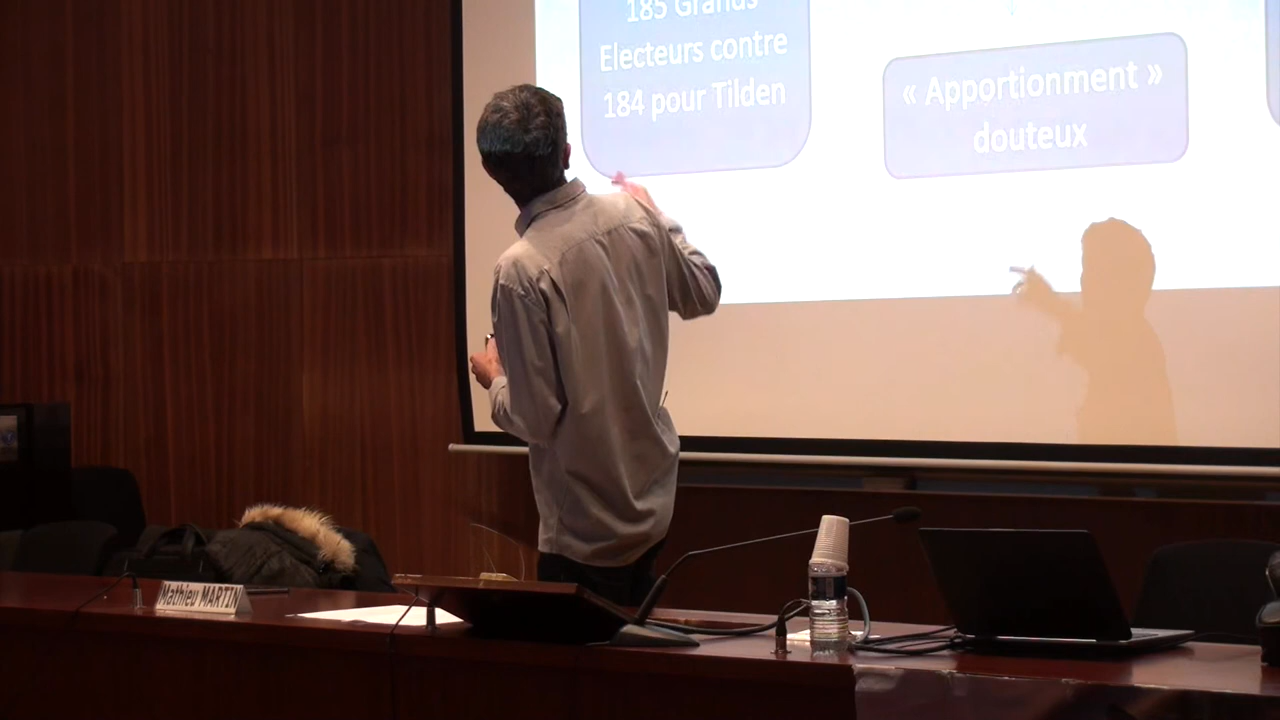 185 Grands
Electeurs contre
184 pour Tilden
« Apportionment »
douteux
Mathieu MARTIN